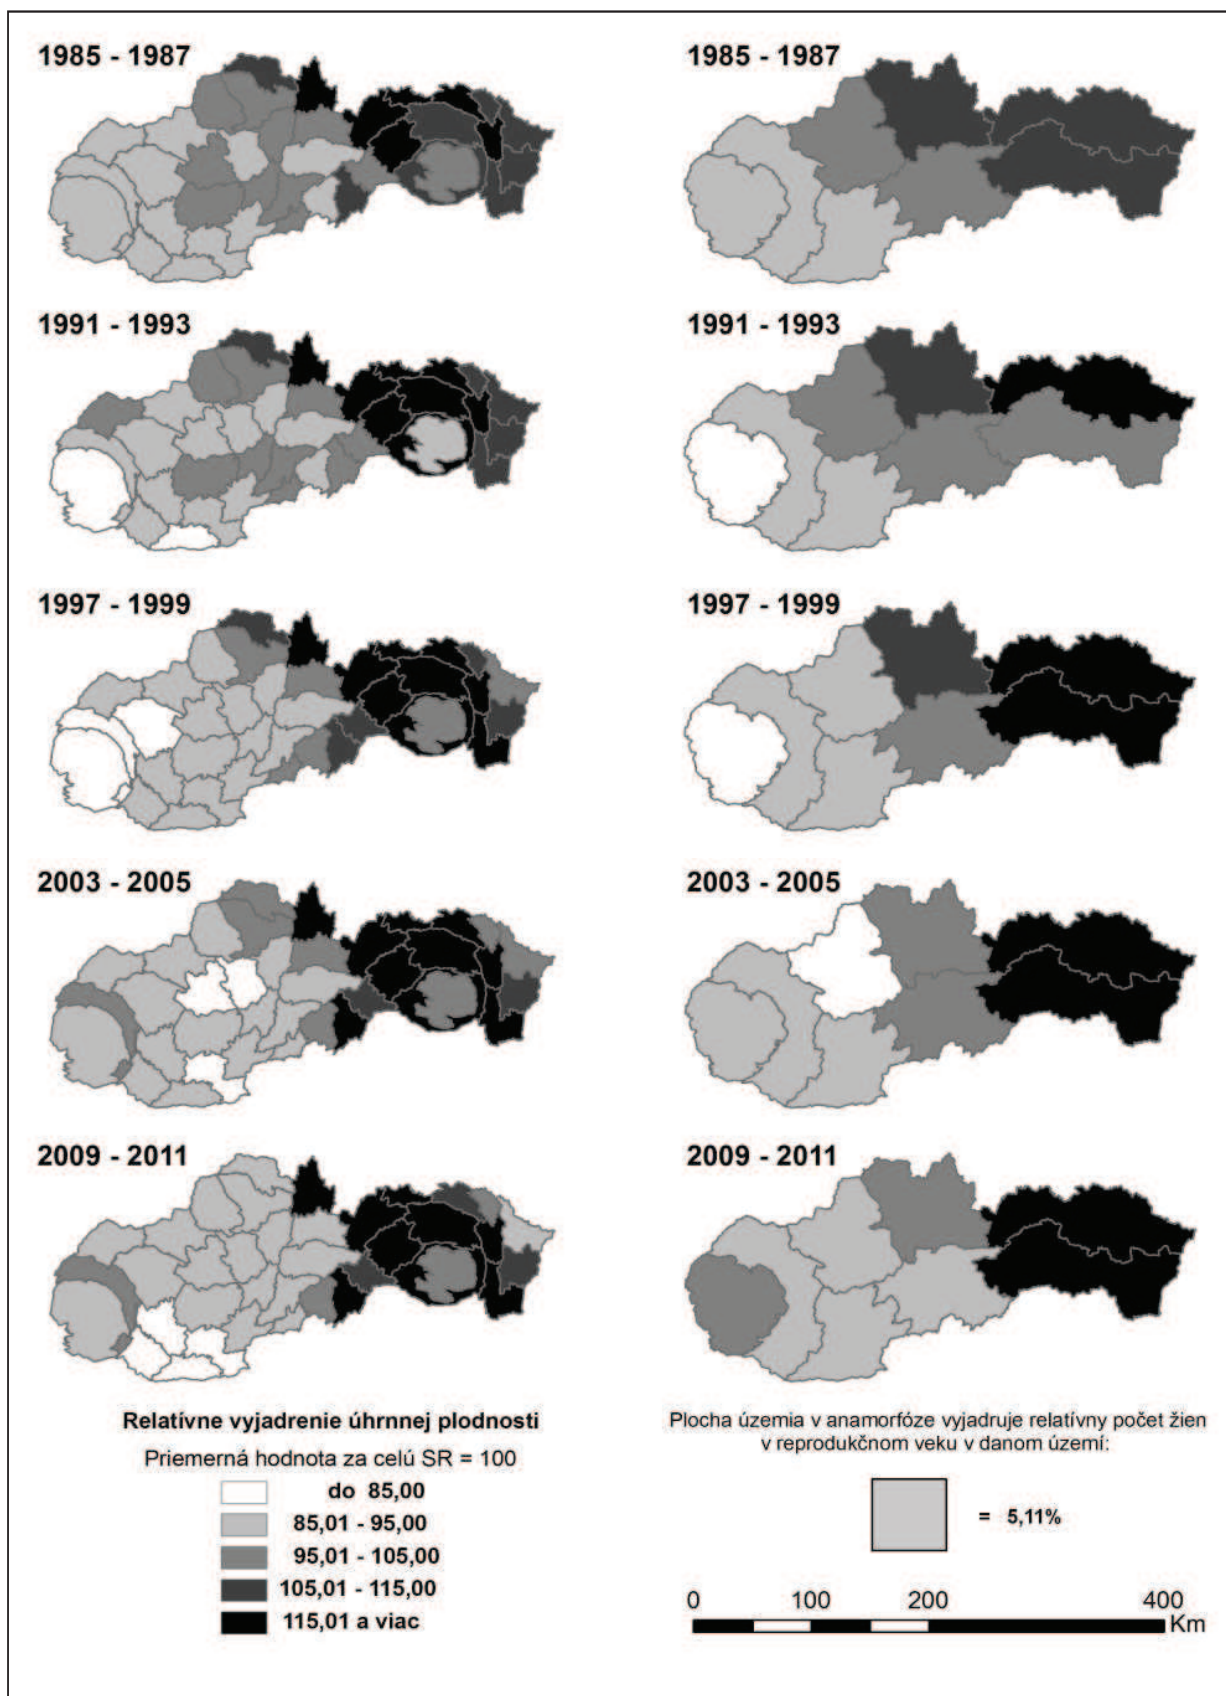 1985 - 1987
1985 - 1987
1991 - 1993
1991 - 1993
1997 - 1999
1997 - 1999
2003 - 2005
2003 - 2005
2009 - 2011
2009 - 2011
Relatívne vyjadrenie úhrnnej plodnosti
Priemerná hodnota za celú SR = 100
do 85,00
85,01 - 95,00
95,01 - 105,00
105,01 - 115,00
115,01 a viac
Plocha územia v anamorfóze vyjadruje relatívny počet žien
v reprodukčnom veku v danom území:
= 5,11%
0 100 200 400
Km